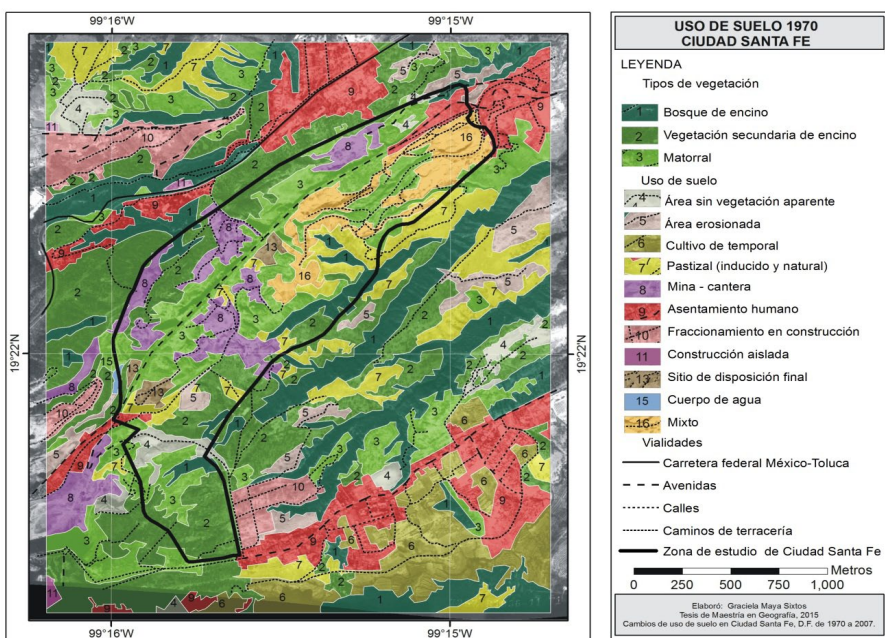 99°16'W
99°15'W
19°22'N
19°22'N
99°16'W
99°15'W
USO DE SUELO 1970
CIUDAD SANTA FE
LEYENDA
Tipos de vegetación
1 Bosque de encino
2 Vegetación secundaria de encino
3 Matorral
Uso de suelo
4 Área sin vegetación aparente
5 Área erosionada
6 Cultivo de temporal
7 Pastizal (inducido y natural)
8 Mina - cantera
9 Asentamiento humano
10 Fraccionamiento en construcción
11 Construcción aislada
13 Sitio de disposición final
15 Cuerpo de agua
16 Mixto
Vialidades
Carretera federal México-Toluca
Avenidas
Calles
Caminos de terracería
Zona de estudio de Ciudad Santa Fe
Metros
0 250 500 750 1,000
Elaboró: Graciela Maya Sixtos
Tesis de Maestría en Geografía, 2015
Cambios de uso de suelo en Ciudad Santa Fe, D.F. de 1970 a 2007.